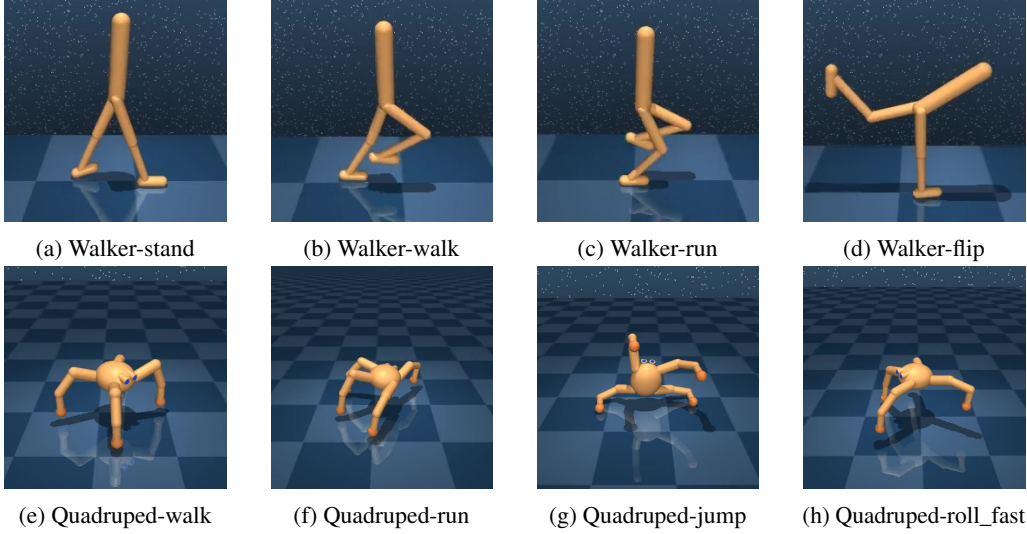 (a) Walker-stand
(b) Walker-walk
(c) Walker-run
(d) Walker-flip
(e) Quadruped-walk
(f) Quadruped-run
(g) Quadruped-jump
(h) Quadruped-roll_fast